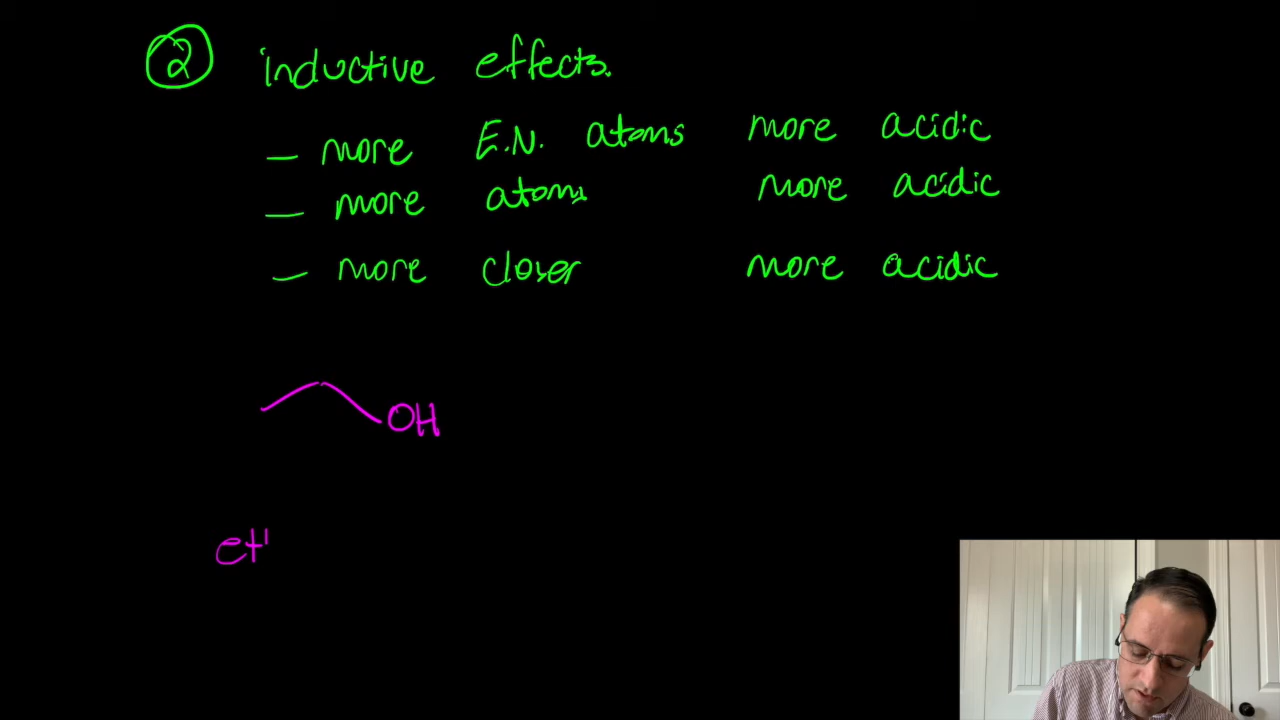 2 inductive effects.
– more E.N. atoms more acidic
– more atoms more acidic
– more closer more acidic
OH
et